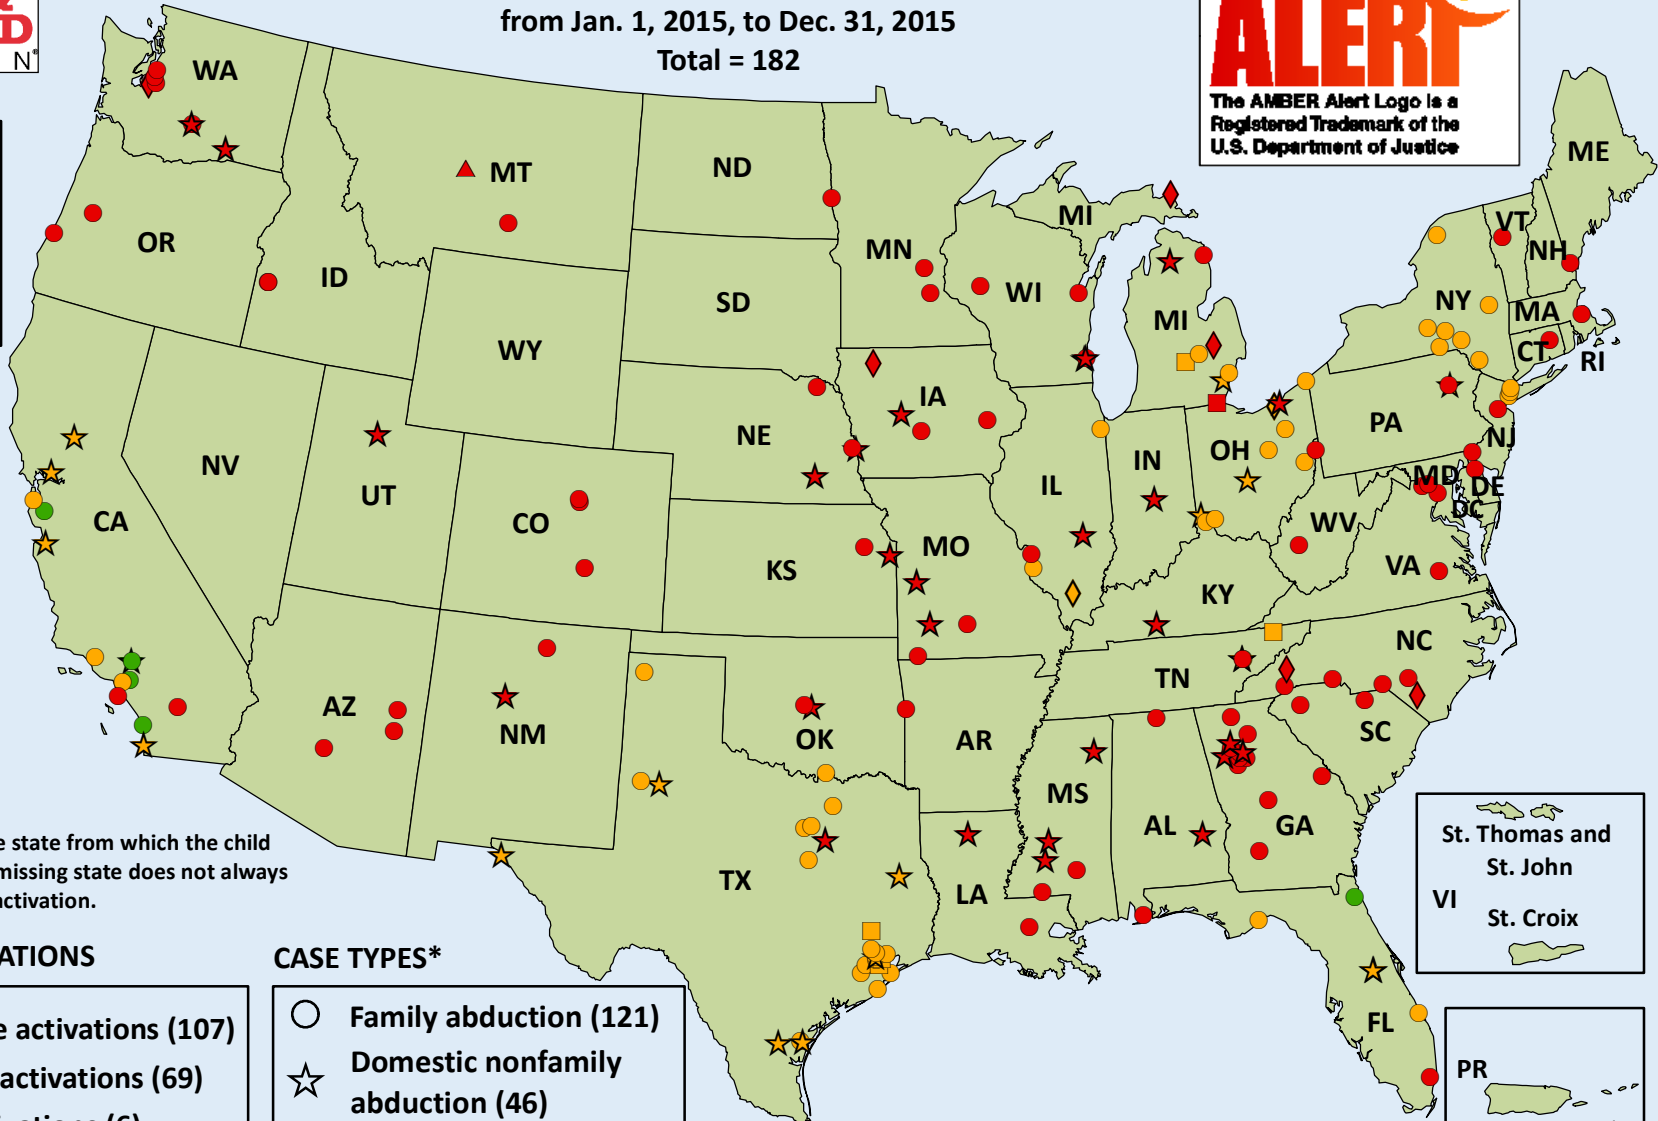 from Jan. 1, 2015, to Dec. 31, 2015
Total = 182
D
N
ALERT
The AMBER Alert Logo is a
Registered Trademark of the
U.S. Department of Justice
WA
MT
ND
MN
MI
ME
VT
NH
OR
ID
SD
WI
MI
NY
MA
CT
RI
WY
IA
NE
PA
NJ
NV
UT
CO
CA
IL
IN
OH
MD
DE
DC
WV
VA
KS
MO
KY
NC
TN
AZ
NM
OK
AR
SC
MS
AL
GA
TX
LA
FL
e state from which the child
missing state does not always
activation.
St. Thomas and
St. John
VI
St. Croix
PR
ATIONS
e activations (107)
activations (69)
CASE TYPES*
Family abduction (121)
Domestic nonfamily
abduction (46)